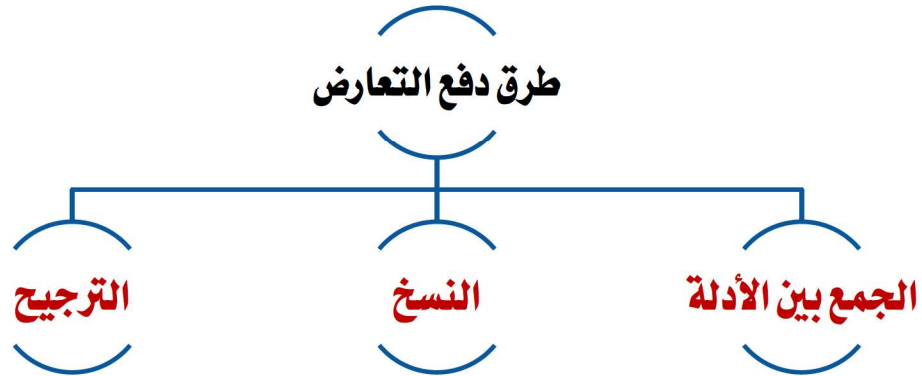 طرق دفع التعارض
الجمع بين الأدلة
النسخ
الترجيح